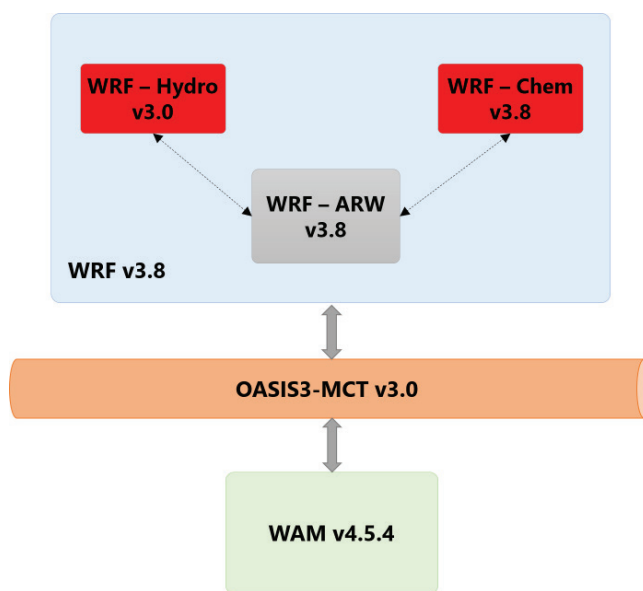 WRF – Hydro
v3.0
WRF – Chem
v3.8
WRF – ARW
v3.8
WRF v3.8
OASIS3-MCT v3.0
WAM v4.5.4